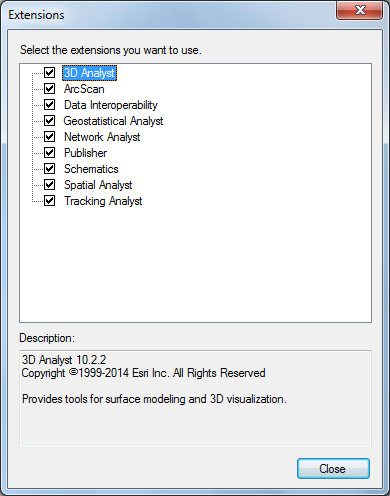 Extensions
Select the extensions you want to use.
3D Analyst
ArcScan
Data Interoperability
Geostatistical Analyst
Network Analyst
Publisher
Schematics
Spatial Analyst
Tracking Analyst
Description:
3D Analyst 10.2.2
Copyright ©1999-2014 Esri Inc. All Rights Reserved
Provides tools for surface modeling and 3D visualization.
Close